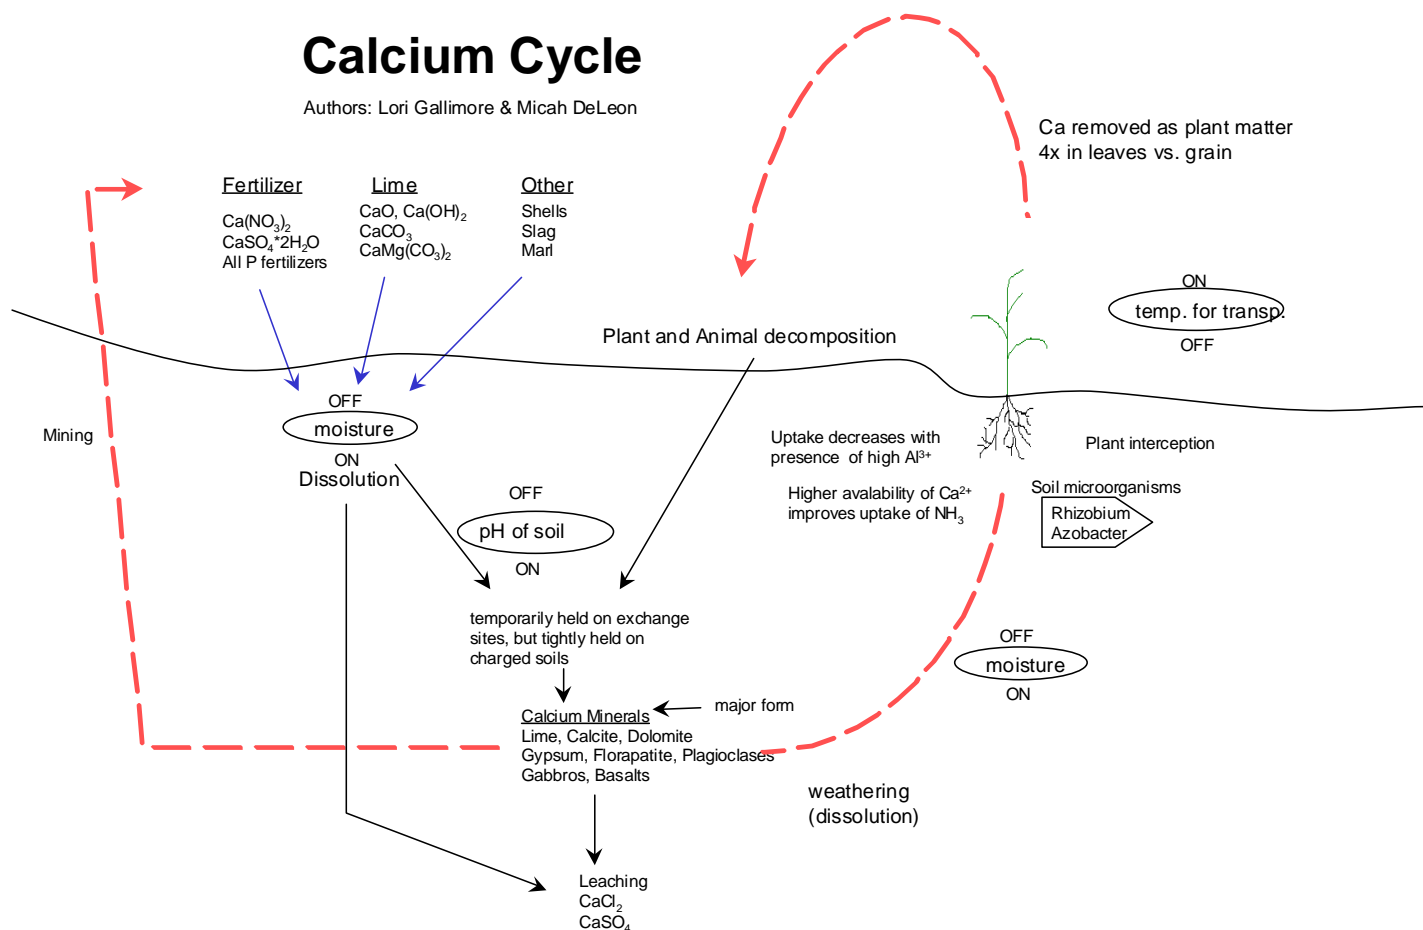 Calcium Cycle
Authors: Lori Gallimore & Micah DeLeon
Ca removed as plant matter
4x in leaves vs. grain
Fertilizer
Ca(NO₃)₂
CaSO₄*2H₂O
All P fertilizers
Lime
CaO, Ca(OH)₂
CaCO₃
CaMg(CO₃)₂
Other
Shells
Slag
Marl
ON
temp. for transp.
OFF
Plant and Animal decomposition
OFF
moisture
ON
Dissolution
Mining
Uptake decreases with
presence of high Al³⁺
Higher avalability of Ca²⁺
improves uptake of NH₃
Plant interception
Soil microorganisms
Rhizobium
Azobacter
OFF
pH of soil
ON
temporarily held on exchange
sites, but tightly held on
charged soils
OFF
moisture
ON
major form
Calcium Minerals
Lime, Calcite, Dolomite
Gypsum, Florapatite, Plagioclases
Gabbros, Basalts
weathering
(dissolution)
Leaching
CaCl₂
CaSO₄